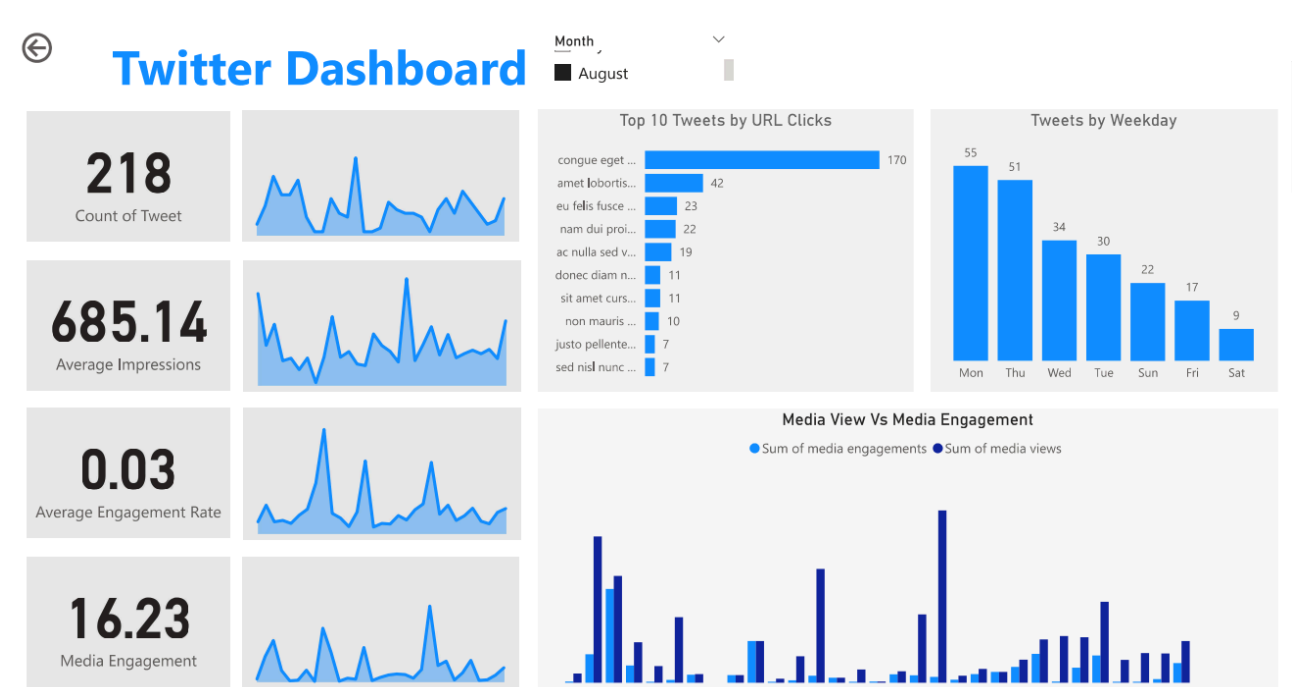 Twitter Dashboard
Month
August
218
Count of Tweet
685.14
Average Impressions
0.03
Average Engagement Rate
16.23
Media Engagement
Top 10 Tweets by URL Clicks
congue eget ... 170
amet lobortis... 42
eu felis fusce ... 23
nam dui proi... 22
ac nulla sed v... 19
donec diam n... 11
sit amet curs... 11
non mauris ... 10
justo pellente... 7
sed nisl nunc ... 7
Tweets by Weekday
55 51 34 30 22 17 9
Mon Thu Wed Tue Sun Fri Sat
Media View Vs Media Engagement
Sum of media engagements Sum of media views